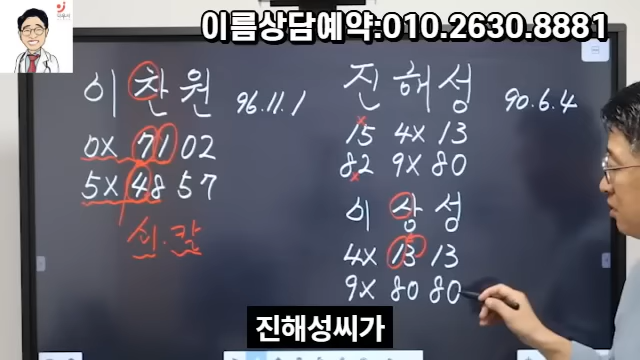 이름상담예약:010.2630.8881
이 찬 원 96.11.1
0X 71 02
5X 48 57
신·칼
진 해 성 90.6.4
15 4X 13
82 9X 80
이 상 성
4X 13 13
9X 80 80
진해성씨가